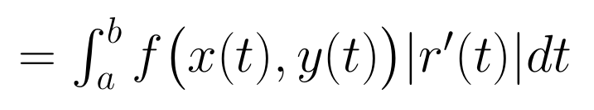 = ∫_a^b f(x(t), y(t))|r′(t)|dt